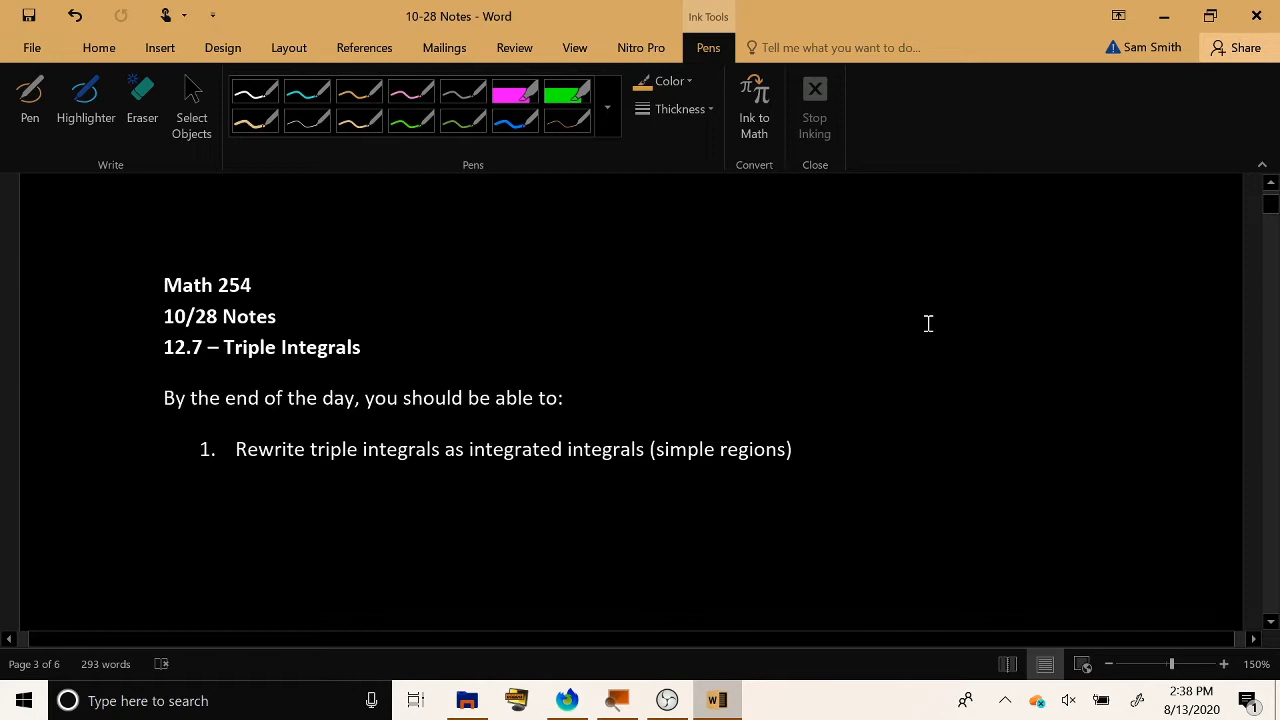 10-28 Notes - Word
Ink Tools
File Home Insert Design Layout References Mailings Review View Nitro Pro Pens Tell me what you want to do... Sam Smith Share
Pen Highlighter Eraser Select Objects
Color
Thickness
Ink to Math
Stop Inking
Write Pens Convert Close
Math 254
10/28 Notes
12.7 – Triple Integrals
By the end of the day, you should be able to:
1. Rewrite triple integrals as integrated integrals (simple regions)
Page 3 of 6 293 words 150%
Type here to search
2:38 PM
8/13/2020
1